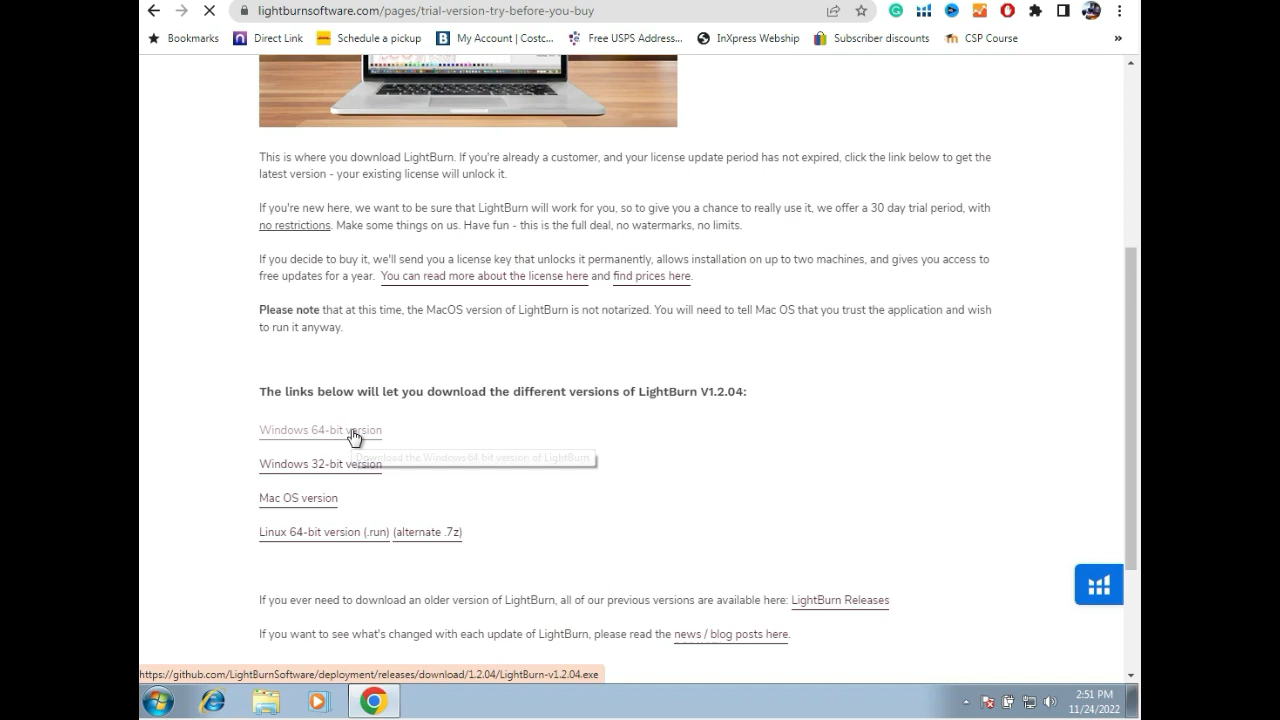 lightburnsoftware.com/pages/trial-version-try-before-you-buy
Bookmarks Direct Link Schedule a pickup My Account | Costc... Free USPS Address... InXpress Webship Subscriber discounts CSP Course »
This is where you download LightBurn. If you're already a customer, and your license update period has not expired, click the link below to get the
latest version - your existing license will unlock it.
If you're new here, we want to be sure that LightBurn will work for you, so to give you a chance to really use it, we offer a 30 day trial period, with
no restrictions. Make some things on us. Have fun - this is the full deal, no watermarks, no limits.
If you decide to buy it, we'll send you a license key that unlocks it permanently, allows installation on up to two machines, and gives you access to
free updates for a year. You can read more about the license here and find prices here.
Please note that at this time, the MacOS version of LightBurn is not notarized. You will need to tell Mac OS that you trust the application and wish
to run it anyway.
The links below will let you download the different versions of LightBurn V1.2.04:
Windows 64-bit version
Download the Windows 64 bit version of LightBurn
Windows 32-bit version
Mac OS version
Linux 64-bit version (.run) (alternate .7z)
If you ever need to download an older version of LightBurn, all of our previous versions are available here: LightBurn Releases
If you want to see what's changed with each update of LightBurn, please read the news / blog posts here.
https://github.com/LightBurnSoftware/deployment/releases/download/1.2.04/LightBurn-v1.2.04.exe
2:51 PM
11/24/2022